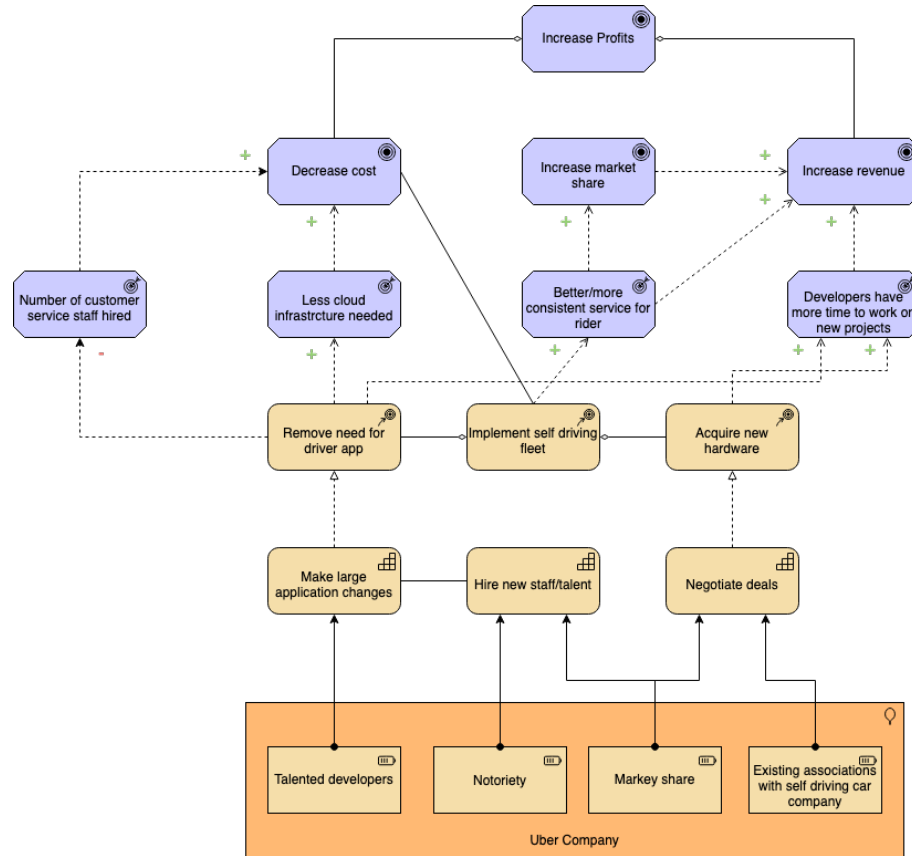 Increase Profits
Decrease cost
Increase market
share
Increase revenue
+
+
+
+
+
Number of customer
service staff hired
Less cloud
infrastrcture needed
Better/more
consistent service for
rider
Developers have
more time to work on
new projects
-
+
+
+
+
Remove need for
driver app
Implement self driving
fleet
Acquire new
hardware
Make large
application changes
Hire new staff/talent
Negotiate deals
Talented developers
Notoriety
Markey share
Existing associations
with self driving car
company
Uber Company